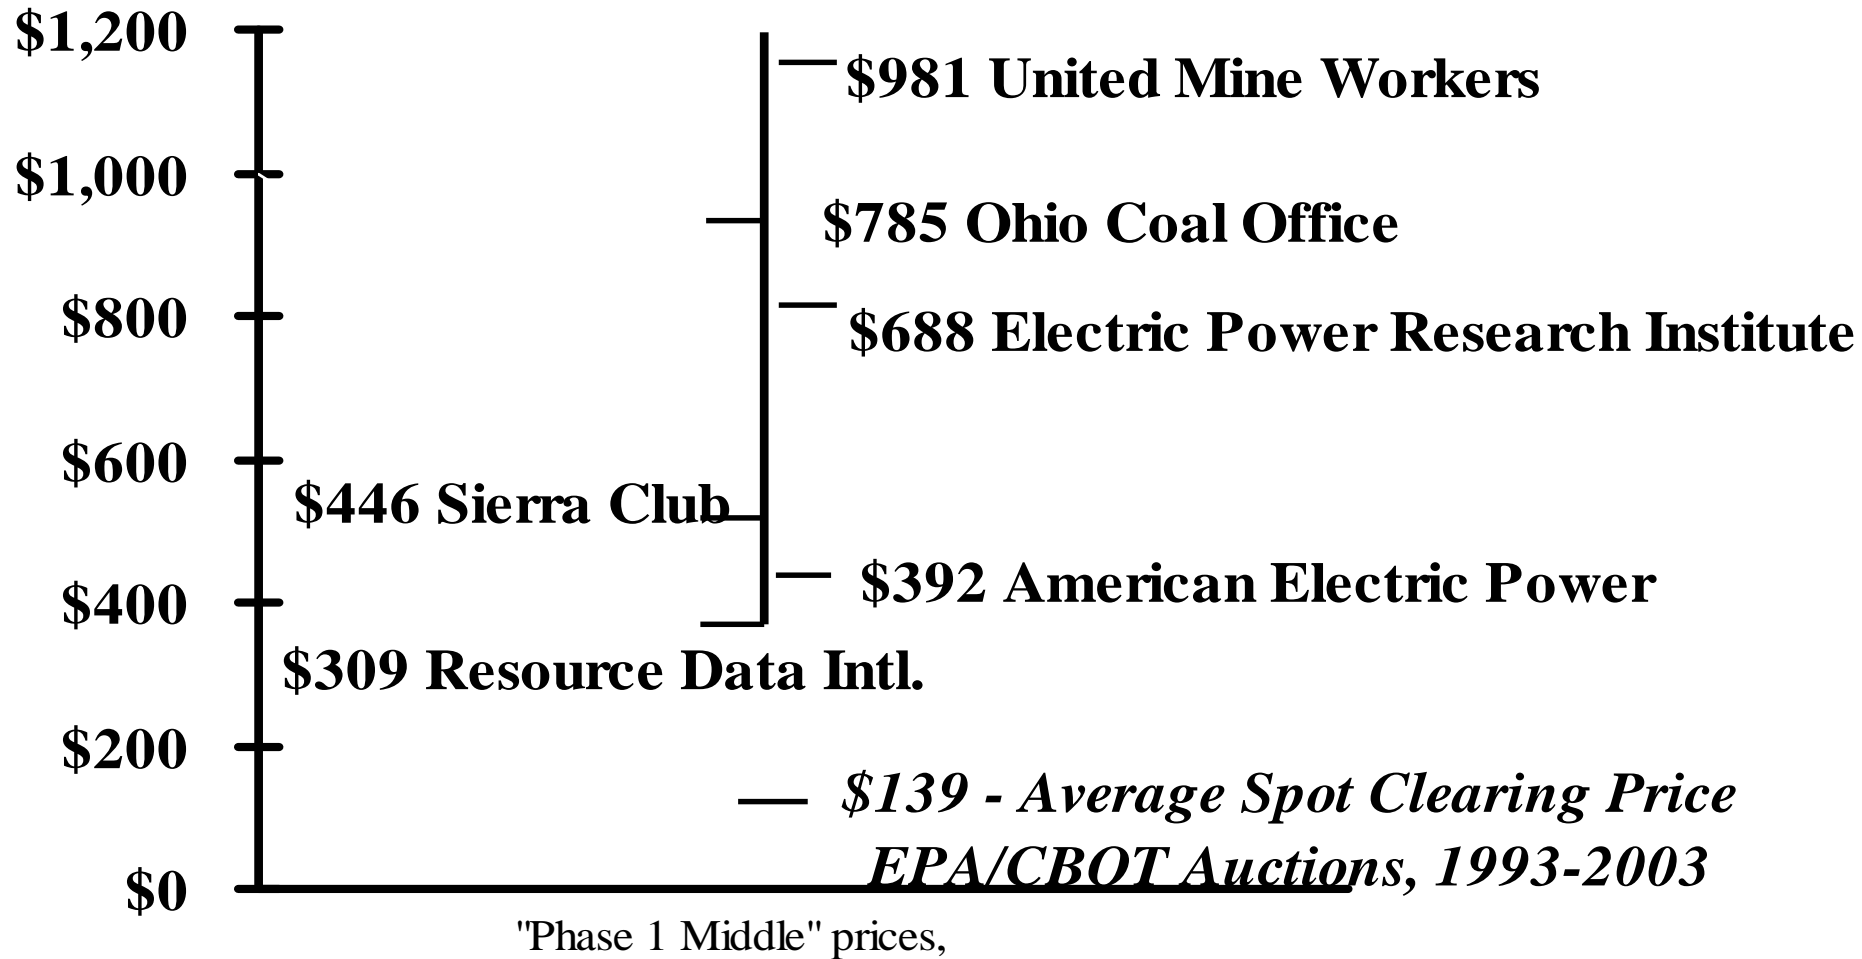 $1,200
$981 United Mine Workers
$1,000
$785 Ohio Coal Office
$800
$688 Electric Power Research Institute
$600
$446 Sierra Club
$392 American Electric Power
$400
$309 Resource Data Intl.
$200
$139 - Average Spot Clearing Price
EPA/CBOT Auctions, 1993-2003
$0
"Phase 1 Middle" prices,